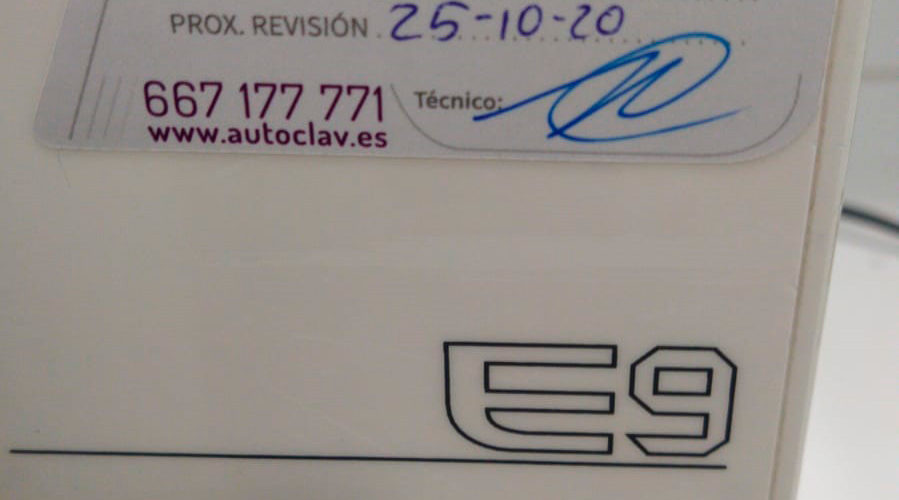 PROX. REVISIÓN 25-10-20
667 177 771 Técnico:
www.autoclav.es
E9